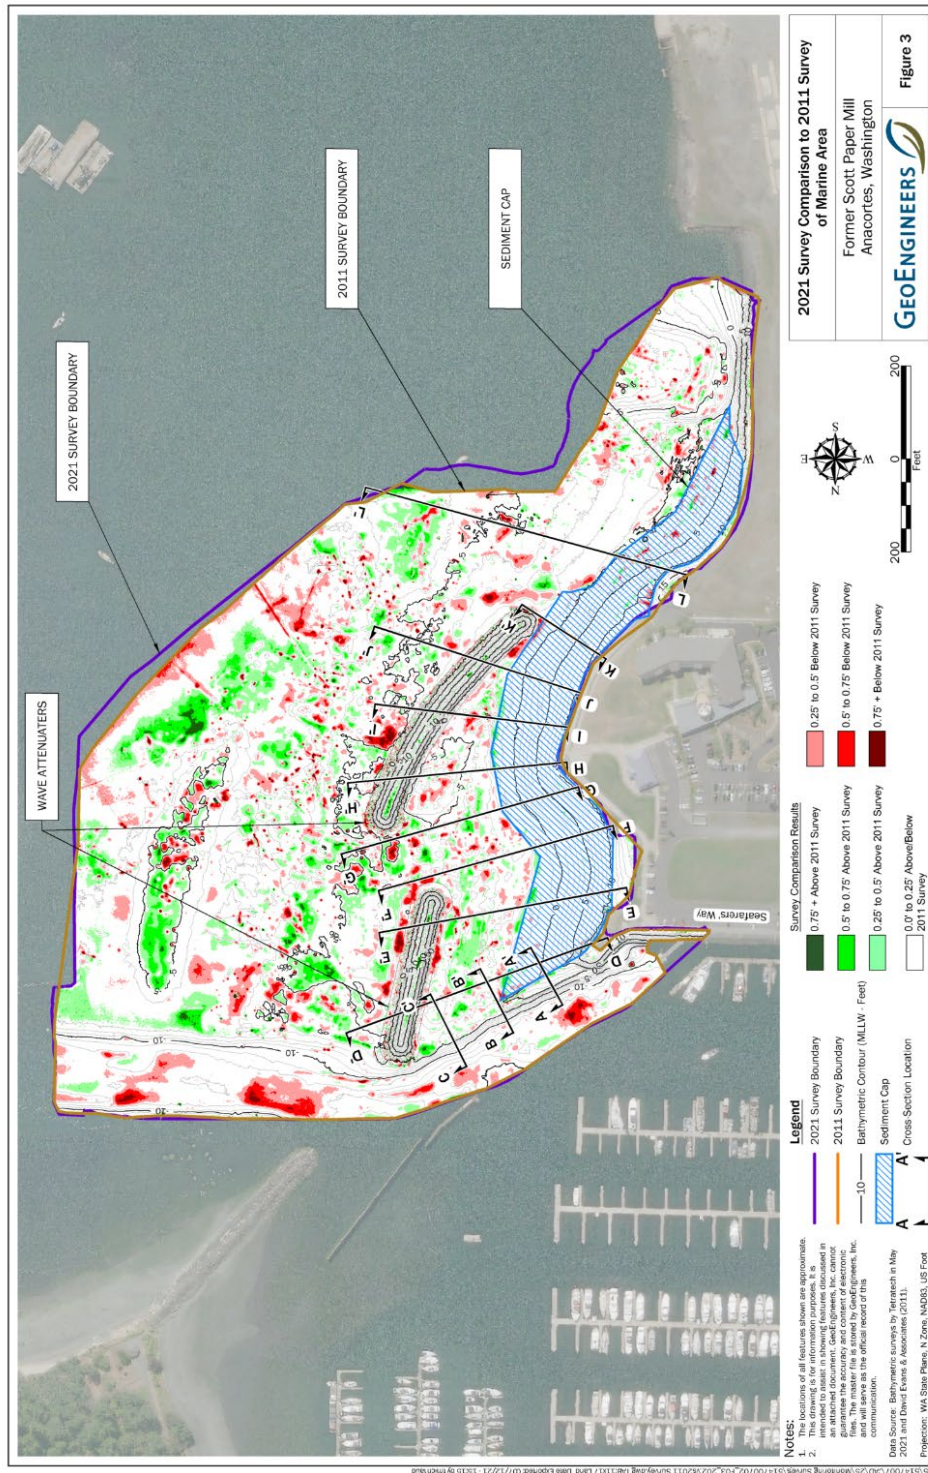 2021 SURVEY BOUNDARY
2011 SURVEY BOUNDARY
SEDIMENT CAP
WAVE ATTENUATERS
Seafarers' Way
A
A'
B
B'
C
C'
D
D'
E
E'
F
F'
G
G'
H
H'
I
I'
J
J'
K
K'
L
L'
Notes:
1. The locations of all features shown are approximate.
2. This drawing is for information purposes. It is
intended to assist in showing features discussed in
an attached document. GeoEngineers, Inc. cannot
guarantee the accuracy and content of electronic
files. The master file is stored by GeoEngineers, Inc.
and will serve as the official record of this
communication.
Data Source: Bathymetric surveys by Tetratech in May
2021 and David Evans & Associates (2011).
Projection: WA State Plane, N Zone, NAD83, US Foot
Legend
2021 Survey Boundary
2011 Survey Boundary
10 Bathymetric Contour (MLLW - Feet)
Sediment Cap
A A' Cross-Section Location
Survey Comparison Results
0.75' + Above 2011 Survey
0.5' to 0.75' Above 2011 Survey
0.25' to 0.5' Above 2011 Survey
0.0' to 0.25' Above/Below
2011 Survey
0.25' to 0.5' Below 2011 Survey
0.5' to 0.75' Below 2011 Survey
0.75' + Below 2011 Survey
N
E
S
W
200 0 200
Feet
2021 Survey Comparison to 2011 Survey
of Marine Area
Former Scott Paper Mill
Anacortes, Washington
GEOENGINEERS
Figure 3